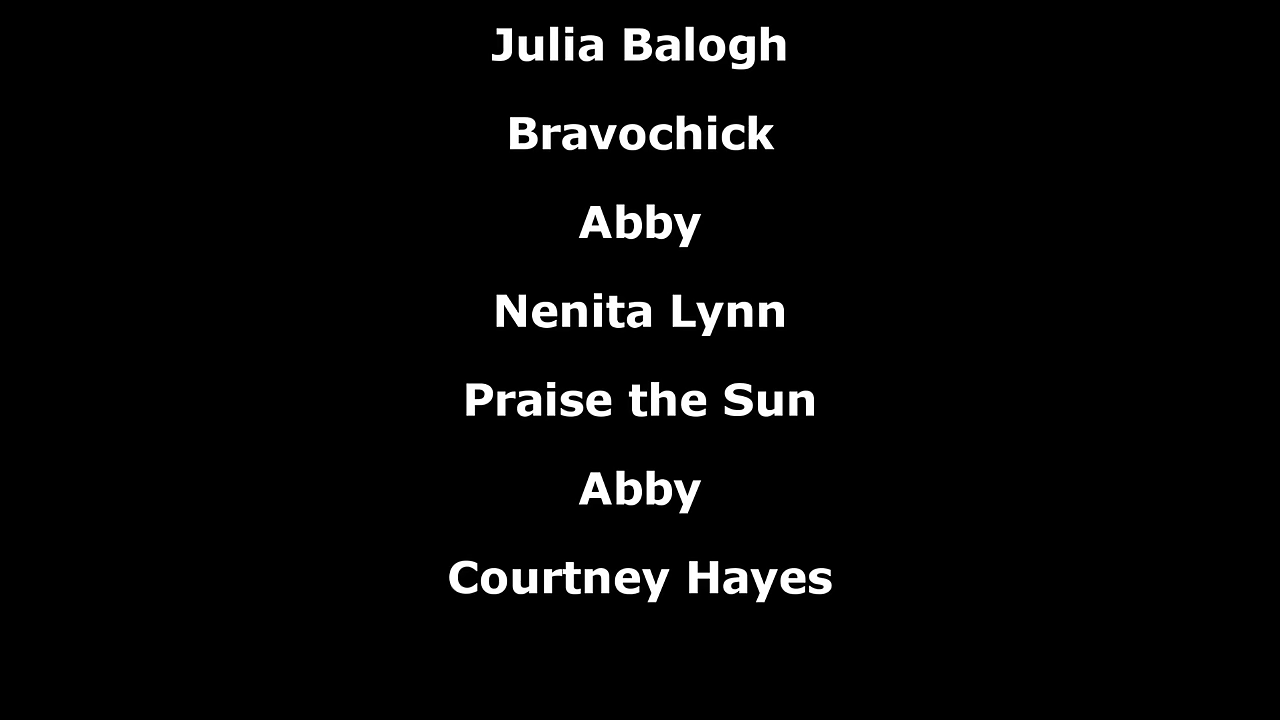 Julia Balogh
Bravochick
Abby
Nenita Lynn
Praise the Sun
Abby
Courtney Hayes